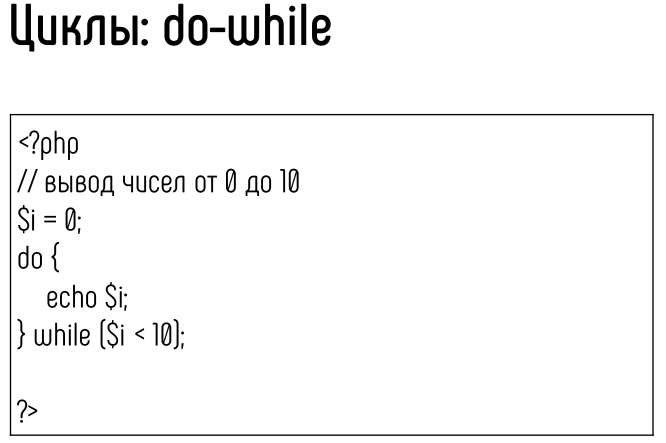 Циклы: do-while
<?php
// вывод чисел от 0 до 10
$i = 0;
do {
    echo $i;
} while ($i < 10);
?>